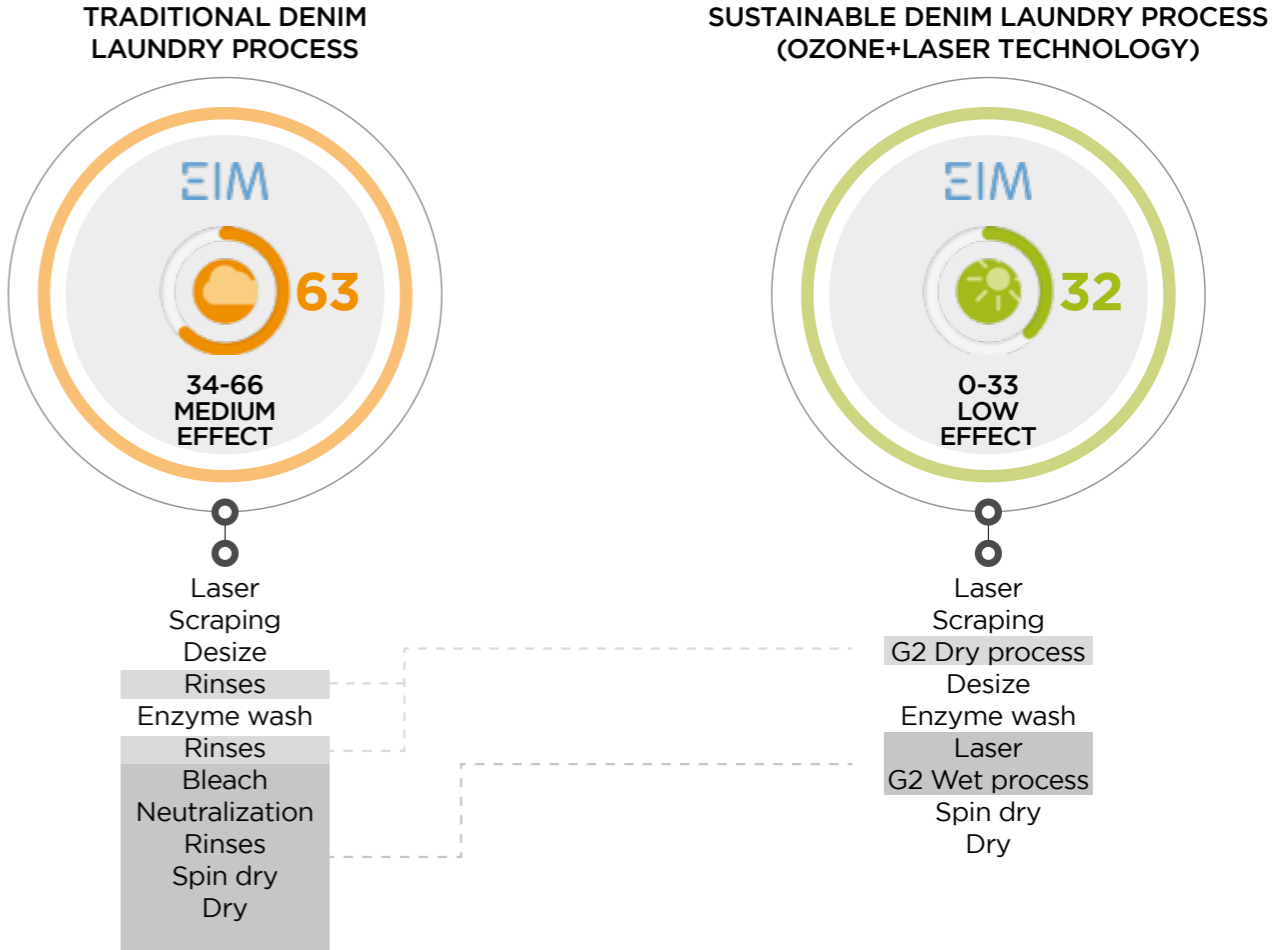 TRADITIONAL DENIM
LAUNDRY PROCESS
EIM
63
34-66
MEDIUM
EFFECT
Laser
Scraping
Desize
Rinses
Enzyme wash
Rinses
Bleach
Neutralization
Rinses
Spin dry
Dry
SUSTAINABLE DENIM LAUNDRY PROCESS
(OZONE+LASER TECHNOLOGY)
EIM
32
0-33
LOW
EFFECT
Laser
Scraping
G2 Dry process
Desize
Enzyme wash
Laser
G2 Wet process
Spin dry
Dry